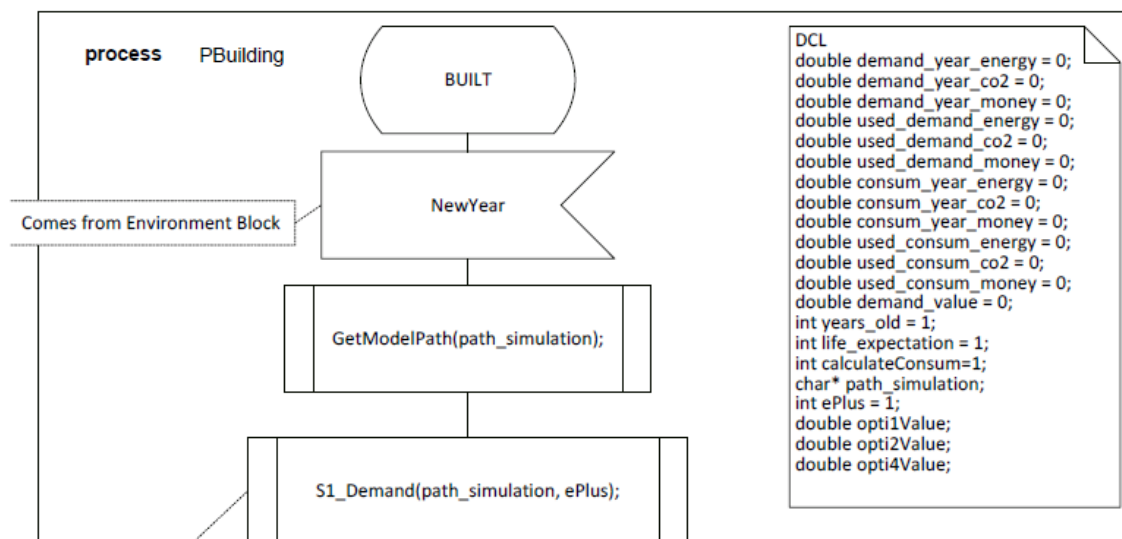 process PBuilding
BUILT
NewYear
Comes from Environment Block
GetModelPath(path_simulation);
S1_Demand(path_simulation, ePlus);
DCL
double demand_year_energy = 0;
double demand_year_co2 = 0;
double demand_year_money = 0;
double used_demand_energy = 0;
double used_demand_co2 = 0;
double used_demand_money = 0;
double consum_year_energy = 0;
double consum_year_co2 = 0;
double consum_year_money = 0;
double used_consum_energy = 0;
double used_consum_co2 = 0;
double used_consum_money = 0;
double demand_value = 0;
int years_old = 1;
int life_expectation = 1;
int calculateConsum=1;
char* path_simulation;
int ePlus = 1;
double opti1Value;
double opti2Value;
double opti4Value;